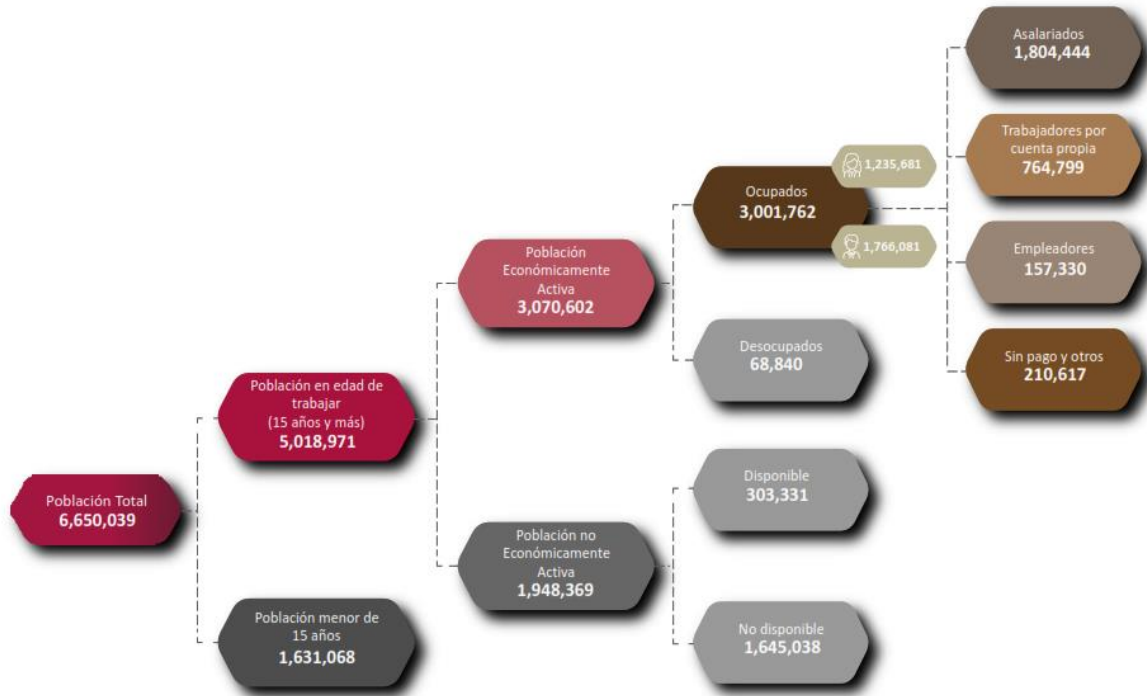 Población Total
6,650,039
Población en edad de
trabajar
(15 años y más)
5,018,971
Población menor de
15 años
1,631,068
Población
Económicamente
Activa
3,070,602
Población no
Económicamente
Activa
1,948,369
Ocupados
3,001,762
1,235,681
1,766,081
Desocupados
68,840
Disponible
303,331
No disponible
1,645,038
Asalariados
1,804,444
Trabajadores por
cuenta propia
764,799
Empleadores
157,330
Sin pago y otros
210,617